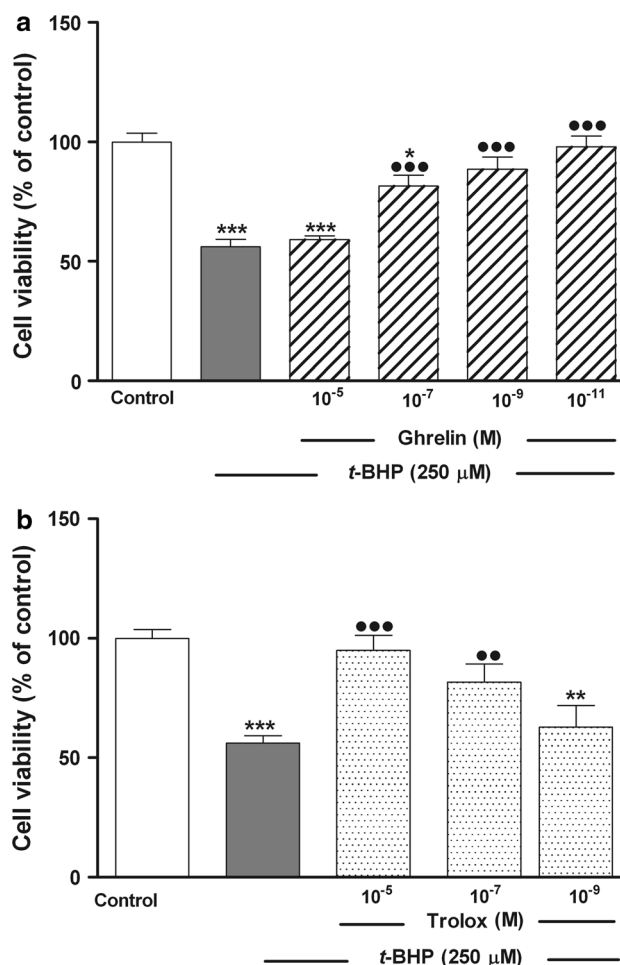 a
150
100
50
0
Cell viability (% of control)
***
***
*
●●●
●●●
●●●
Control
10⁻⁵ 10⁻⁷ 10⁻⁹ 10⁻¹¹
Ghrelin (M)
t-BHP (250 μM)
b
150
100
50
0
Cell viability (% of control)
***
●●●
●●
**
Control
10⁻⁵ 10⁻⁷ 10⁻⁹
Trolox (M)
t-BHP (250 μM)